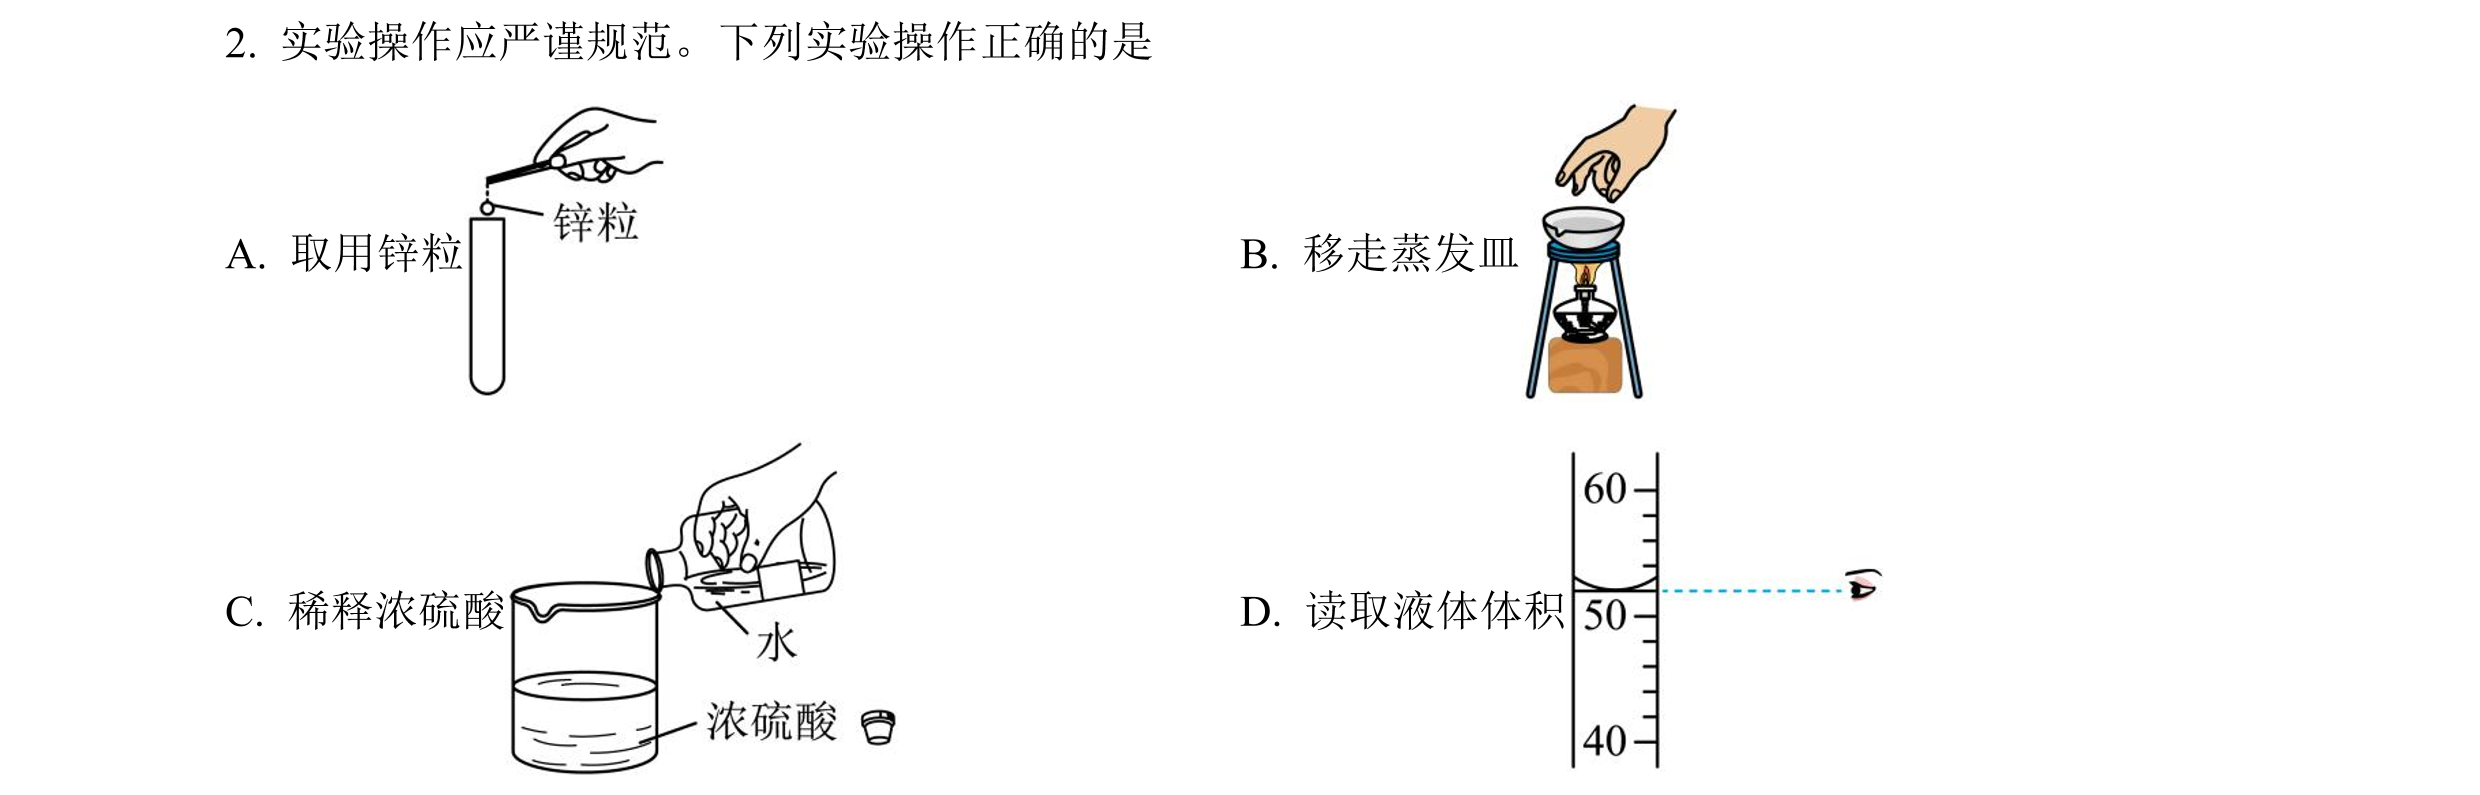 2. 实验操作应严谨规范。下列实验操作正确的是
A. 取用锌粒
锌粒
B. 移走蒸发皿
C. 稀释浓硫酸
水
浓硫酸
D. 读取液体体积
60
50
40